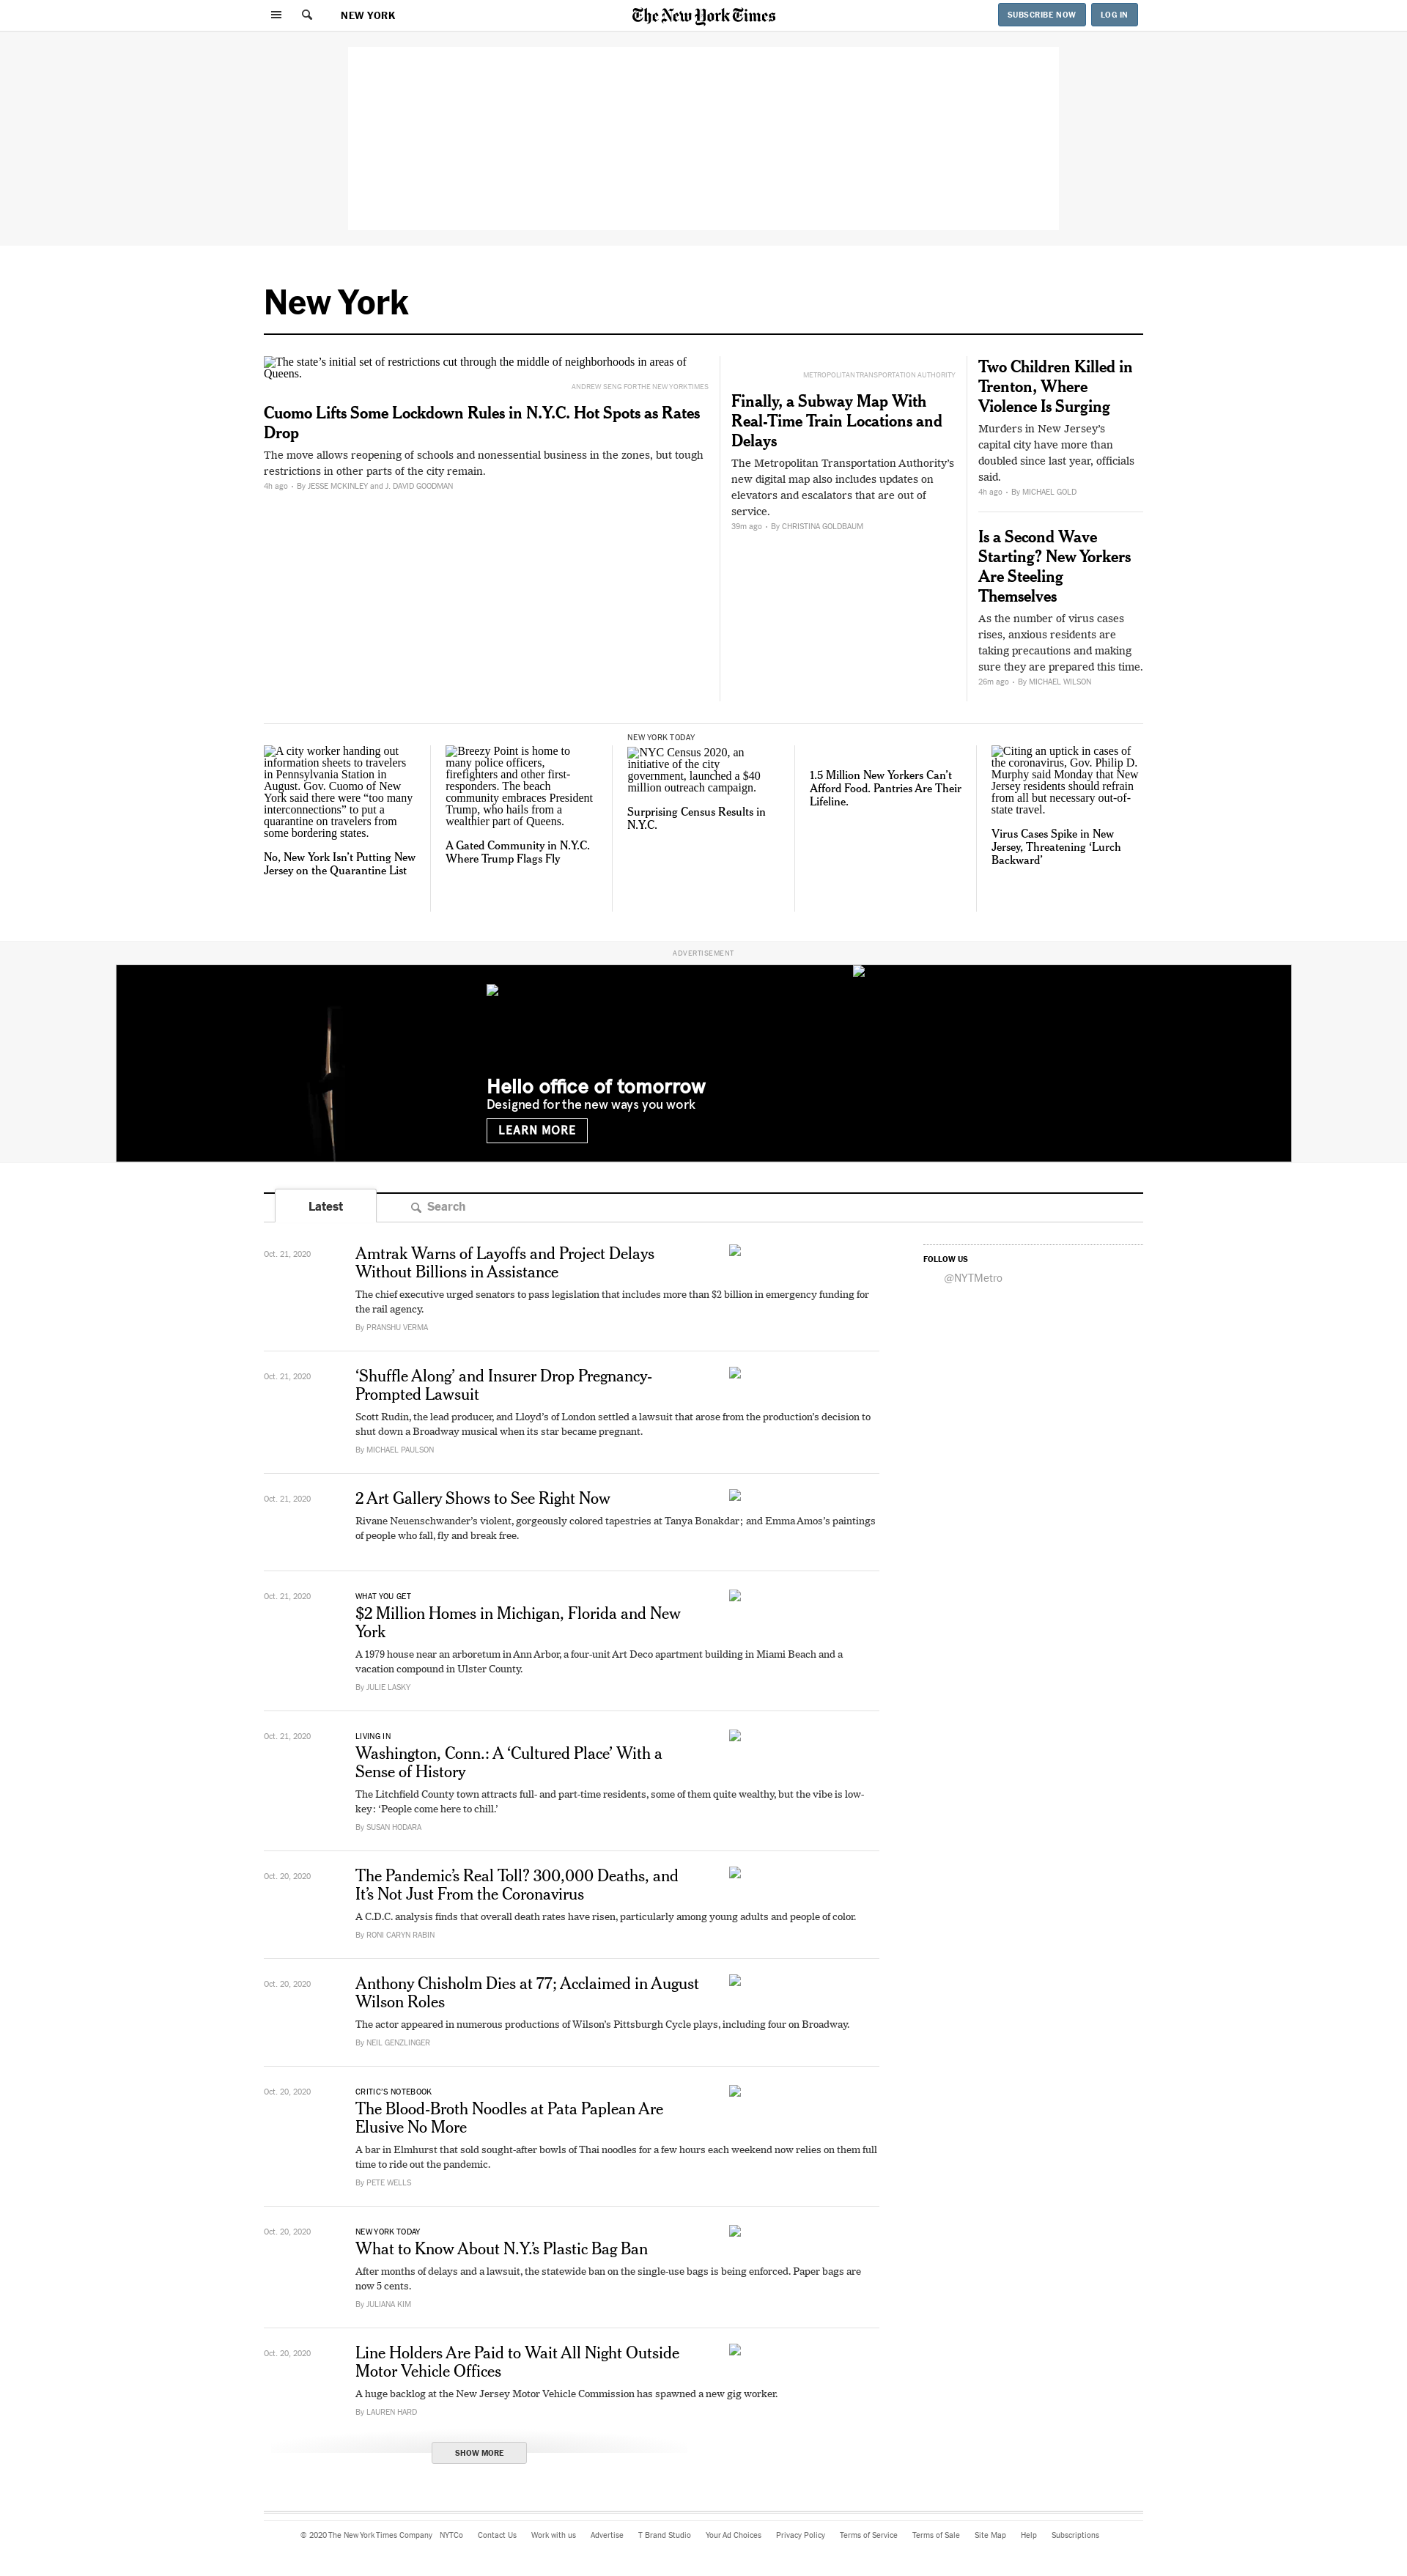 NEW YORK
The New York Times
SUBSCRIBE NOW
LOG IN
New York
The state’s initial set of restrictions cut through the middle of neighborhoods in areas of
Queens.
ANDREW SENG FOR THE NEW YORK TIMES
Cuomo Lifts Some Lockdown Rules in N.Y.C. Hot Spots as Rates
Drop
The move allows reopening of schools and nonessential business in the zones, but tough
restrictions in other parts of the city remain.
4h ago • By JESSE MCKINLEY and J. DAVID GOODMAN
METROPOLITAN TRANSPORTATION AUTHORITY
Finally, a Subway Map With
Real-Time Train Locations and
Delays
The Metropolitan Transportation Authority’s
new digital map also includes updates on
elevators and escalators that are out of
service.
39m ago • By CHRISTINA GOLDBAUM
Two Children Killed in
Trenton, Where
Violence Is Surging
Murders in New Jersey’s
capital city have more than
doubled since last year, officials
said.
4h ago • By MICHAEL GOLD
Is a Second Wave
Starting? New Yorkers
Are Steeling
Themselves
As the number of virus cases
rises, anxious residents are
taking precautions and making
sure they are prepared this time.
26m ago • By MICHAEL WILSON
A city worker handing out
information sheets to travelers
in Pennsylvania Station in
August. Gov. Cuomo of New
York said there were “too many
interconnections” to put a
quarantine on travelers from
some bordering states.
No, New York Isn’t Putting New
Jersey on the Quarantine List
Breezy Point is home to
many police officers,
firefighters and other first-
responders. The beach
community embraces President
Trump, who hails from a
wealthier part of Queens.
A Gated Community in N.Y.C.
Where Trump Flags Fly
NEW YORK TODAY
NYC Census 2020, an
initiative of the city
government, launched a $40
million outreach campaign.
Surprising Census Results in
N.Y.C.
1.5 Million New Yorkers Can’t
Afford Food. Pantries Are Their
Lifeline.
Citing an uptick in cases of
the coronavirus, Gov. Philip D.
Murphy said Monday that New
Jersey residents should refrain
from all but necessary out-of-
state travel.
Virus Cases Spike in New
Jersey, Threatening ‘Lurch
Backward’
ADVERTISEMENT
Hello office of tomorrow
Designed for the new ways you work
LEARN MORE
Latest
Search
Oct. 21, 2020
Amtrak Warns of Layoffs and Project Delays
Without Billions in Assistance
The chief executive urged senators to pass legislation that includes more than $2 billion in emergency funding for
the rail agency.
By PRANSHU VERMA
FOLLOW US
@NYTMetro
Oct. 21, 2020
‘Shuffle Along’ and Insurer Drop Pregnancy-
Prompted Lawsuit
Scott Rudin, the lead producer, and Lloyd’s of London settled a lawsuit that arose from the production’s decision to
shut down a Broadway musical when its star became pregnant.
By MICHAEL PAULSON
Oct. 21, 2020
2 Art Gallery Shows to See Right Now
Rivane Neuenschwander’s violent, gorgeously colored tapestries at Tanya Bonakdar; and Emma Amos’s paintings
of people who fall, fly and break free.
Oct. 21, 2020
WHAT YOU GET
$2 Million Homes in Michigan, Florida and New
York
A 1979 house near an arboretum in Ann Arbor, a four-unit Art Deco apartment building in Miami Beach and a
vacation compound in Ulster County.
By JULIE LASKY
Oct. 21, 2020
LIVING IN
Washington, Conn.: A ‘Cultured Place’ With a
Sense of History
The Litchfield County town attracts full- and part-time residents, some of them quite wealthy, but the vibe is low-
key: ‘People come here to chill.’
By SUSAN HODARA
Oct. 20, 2020
The Pandemic’s Real Toll? 300,000 Deaths, and
It’s Not Just From the Coronavirus
A C.D.C. analysis finds that overall death rates have risen, particularly among young adults and people of color.
By RONI CARYN RABIN
Oct. 20, 2020
Anthony Chisholm Dies at 77; Acclaimed in August
Wilson Roles
The actor appeared in numerous productions of Wilson’s Pittsburgh Cycle plays, including four on Broadway.
By NEIL GENZLINGER
Oct. 20, 2020
CRITIC’S NOTEBOOK
The Blood-Broth Noodles at Pata Paplean Are
Elusive No More
A bar in Elmhurst that sold sought-after bowls of Thai noodles for a few hours each weekend now relies on them full
time to ride out the pandemic.
By PETE WELLS
Oct. 20, 2020
NEW YORK TODAY
What to Know About N.Y.’s Plastic Bag Ban
After months of delays and a lawsuit, the statewide ban on the single-use bags is being enforced. Paper bags are
now 5 cents.
By JULIANA KIM
Oct. 20, 2020
Line Holders Are Paid to Wait All Night Outside
Motor Vehicle Offices
A huge backlog at the New Jersey Motor Vehicle Commission has spawned a new gig worker.
By LAUREN HARD
SHOW MORE
© 2020 The New York Times Company NYTCo Contact Us Work with us Advertise T Brand Studio Your Ad Choices Privacy Policy Terms of Service Terms of Sale Site Map Help Subscriptions